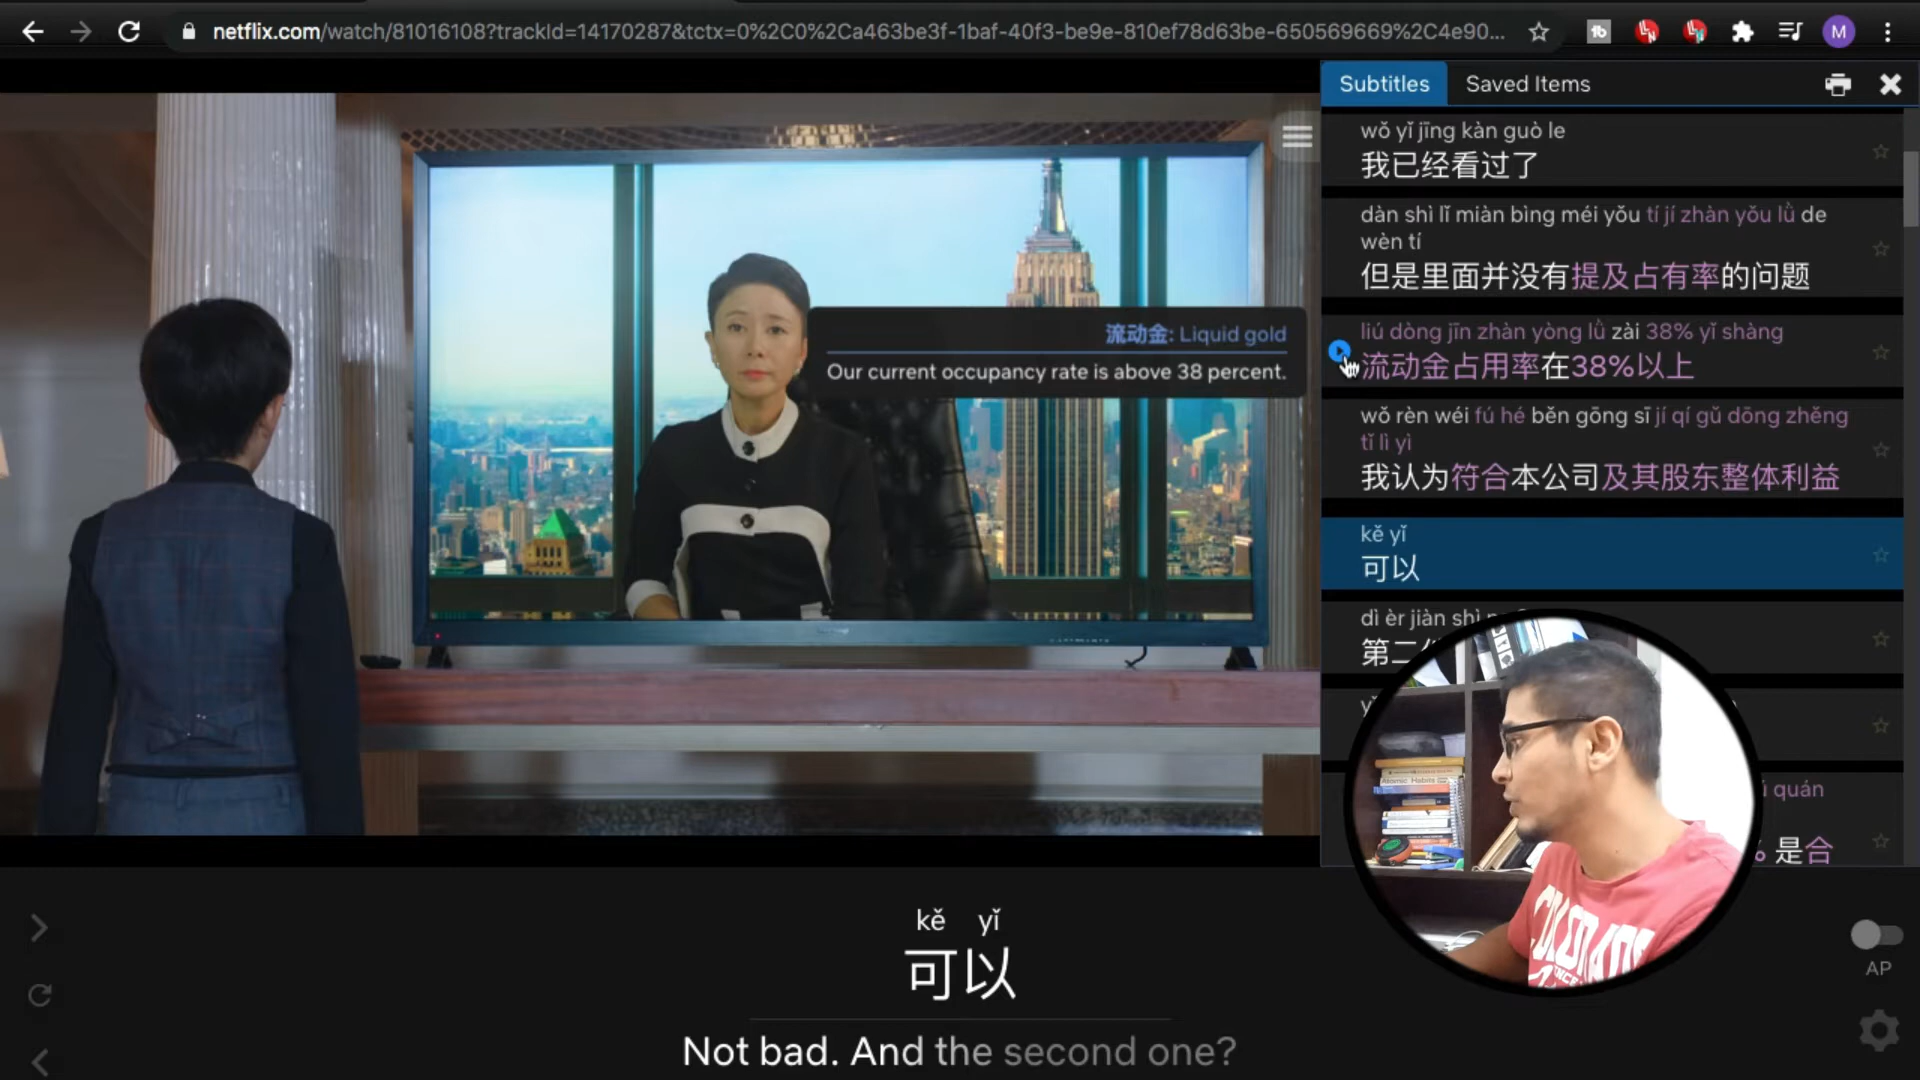 netflix.com/watch/81016108?trackId=14170287&tctx=0%2C0%2Ca463be3f-1baf-40f3-be9e-810ef78d63be-650569669%2C4e90...
M
Subtitles
Saved Items
wǒ yǐ jīng kàn guò le
我已经看过了
dàn shì lǐ miàn bìng méi yǒu tí jí zhàn yǒu lǜ de
wèn tí
但是里面并没有提及占有率的问题
流动金: Liquid gold
Our current occupancy rate is above 38 percent.
liú dòng jīn zhàn yòng lǜ zài 38% yǐ shàng
流动金占用率在38%以上
wǒ rèn wéi fú hé běn gōng sī jí qí gǔ dōng zhěng
tǐ lì yì
我认为符合本公司及其股东整体利益
kě yǐ
可以
dì èr jiàn shì
第二
quán
是合
Atomic Habits
COLORADO
kě yǐ
可以
AP
Not bad. And the second one?